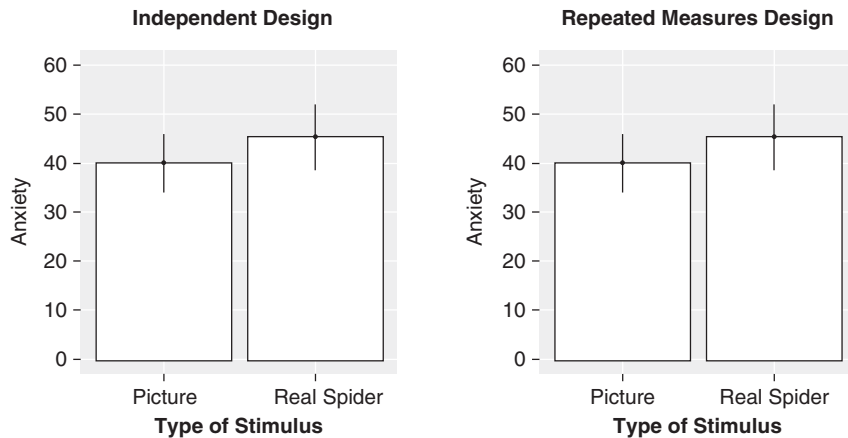 Independent Design
60
50
40
30
20
10
0
Anxiety
Picture
Real Spider
Type of Stimulus
Repeated Measures Design
60
50
40
30
20
10
0
Anxiety
Picture
Real Spider
Type of Stimulus